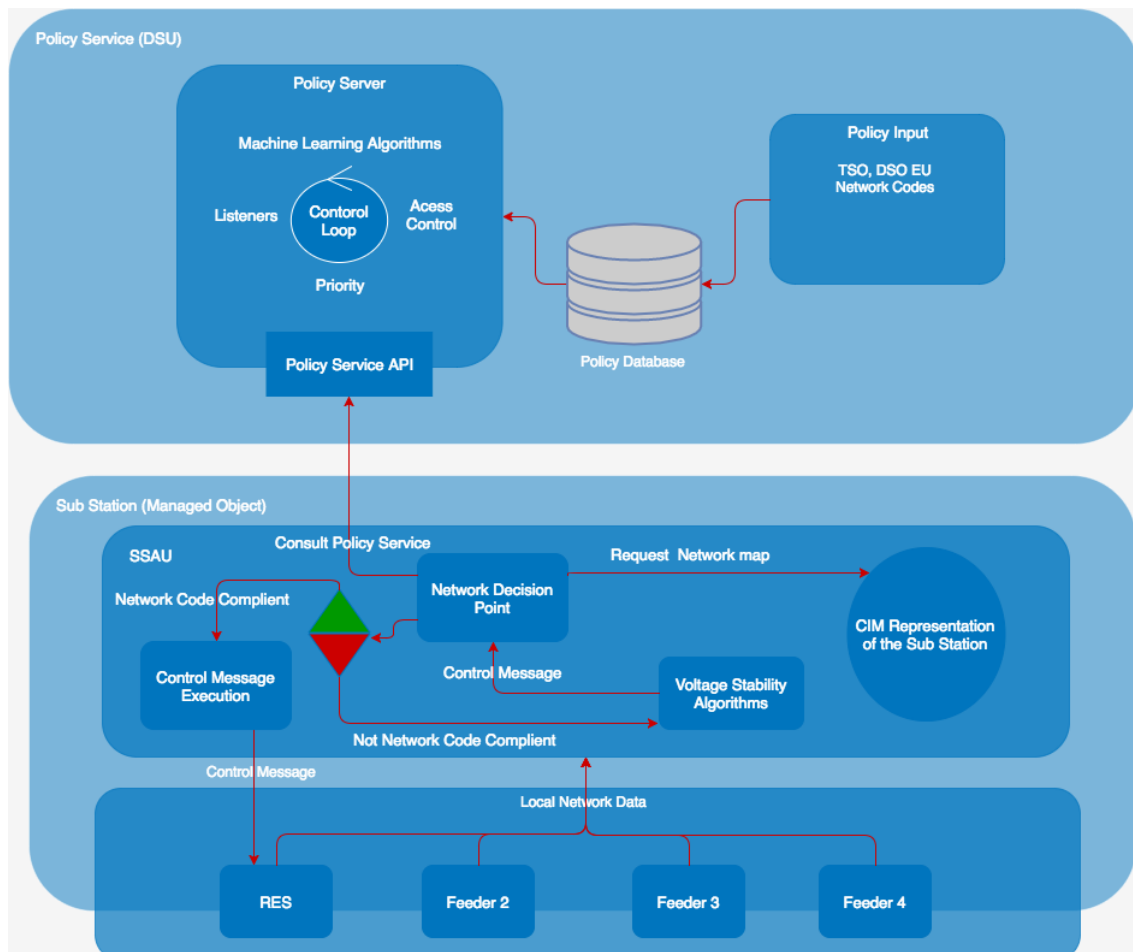 Policy Service (DSU)
Policy Server
Machine Learning Algorithms
Listeners
Contorol
Loop
Acess
Control
Priority
Policy Service API
Policy Database
Policy Input
TSO, DSO EU
Network Codes
Sub Station (Managed Object)
SSAU
Consult Policy Service
Request Network map
Network Code Complient
Network Decision
Point
CIM Representation
of the Sub Station
Control Message
Execution
Control Message
Voltage Stability
Algorithms
Not Network Code Complient
Control Message
Local Network Data
RES
Feeder 2
Feeder 3
Feeder 4